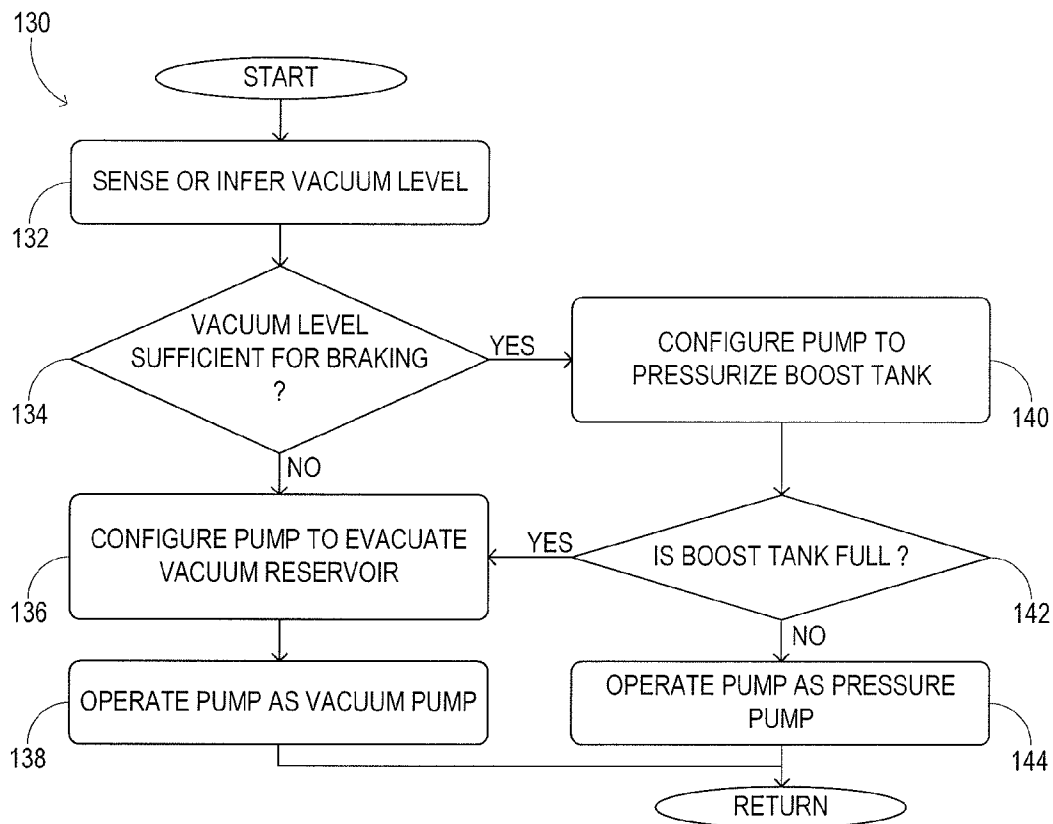 130
START
SENSE OR INFER VACUUM LEVEL
132
VACUUM LEVEL
SUFFICIENT FOR BRAKING
?
134
YES
CONFIGURE PUMP TO
PRESSURIZE BOOST TANK
140
NO
CONFIGURE PUMP TO EVACUATE
VACUUM RESERVOIR
136
YES
IS BOOST TANK FULL ?
142
NO
OPERATE PUMP AS VACUUM PUMP
138
OPERATE PUMP AS PRESSURE
PUMP
144
RETURN